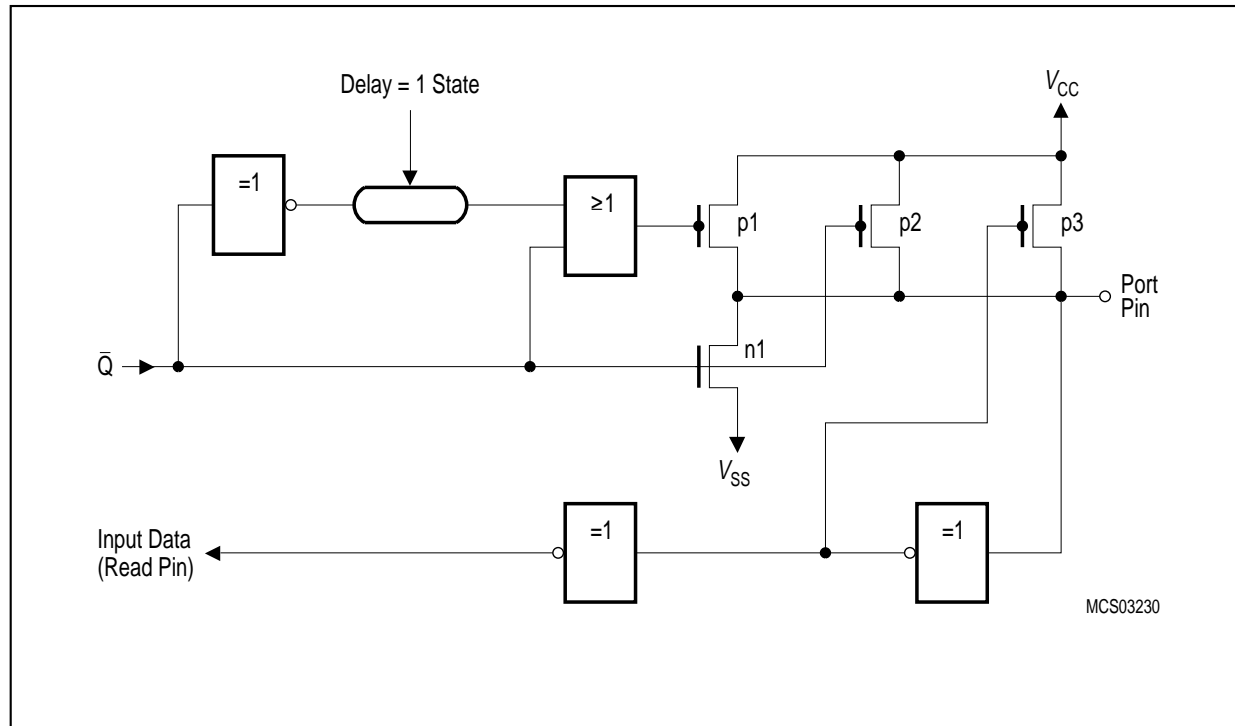 Delay = 1 State
V_CC
=1
≥1
p1
p2
p3
Port
Pin
Q̄
n1
V_SS
=1
=1
Input Data
(Read Pin)
MCS03230